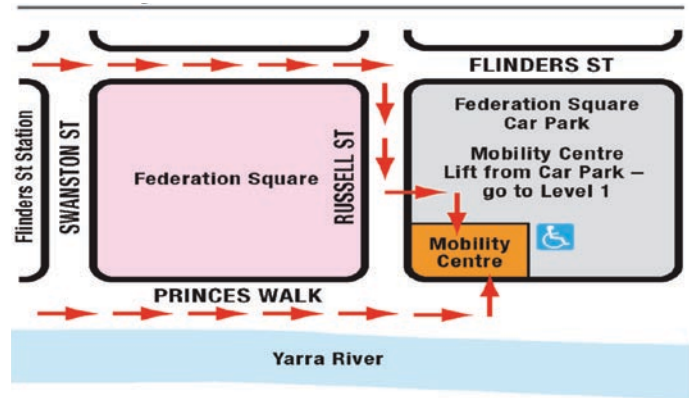 FLINDERS ST
Flinders St Station
SWANSTON ST
Federation Square
RUSSELL ST
Federation Square
Car Park
Mobility Centre
Lift from Car Park –
go to Level 1
Mobility
Centre
PRINCES WALK
Yarra River